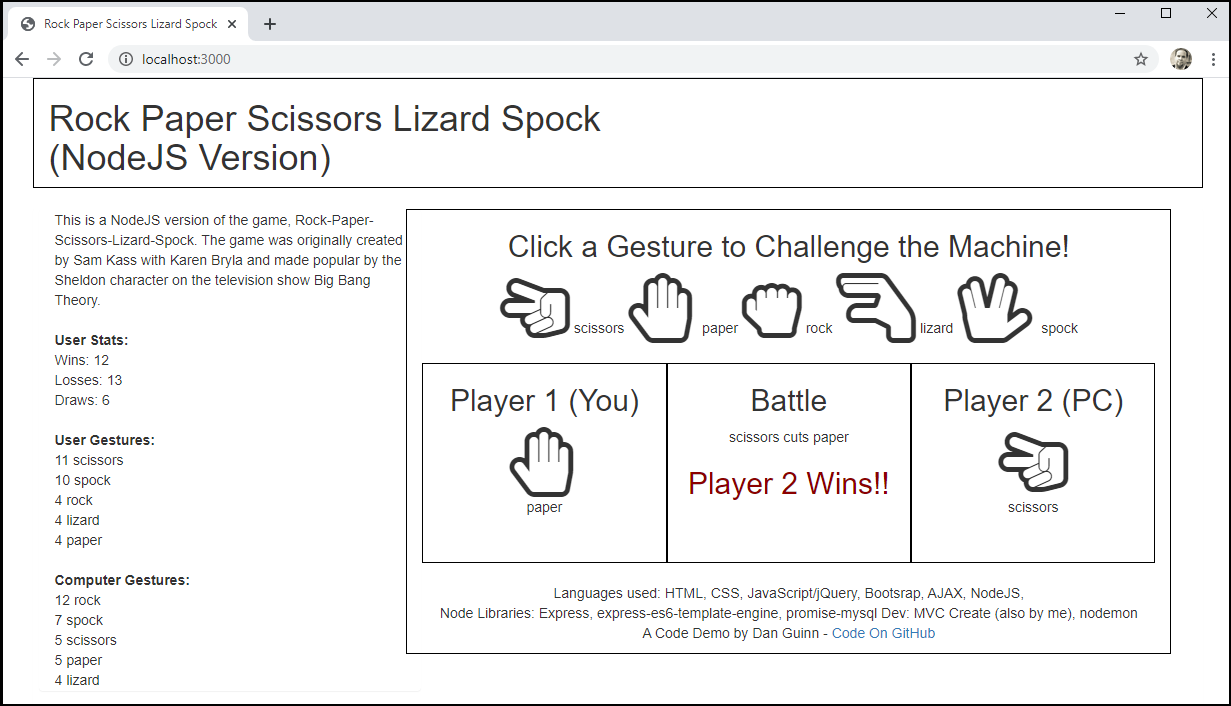 Rock Paper Scissors Lizard Spock
localhost:3000
Rock Paper Scissors Lizard Spock
(NodeJS Version)
This is a NodeJS version of the game, Rock-Paper-
Scissors-Lizard-Spock. The game was originally created
by Sam Kass with Karen Bryla and made popular by the
Sheldon character on the television show Big Bang
Theory.
User Stats:
Wins: 12
Losses: 13
Draws: 6
User Gestures:
11 scissors
10 spock
4 rock
4 lizard
4 paper
Computer Gestures:
12 rock
7 spock
5 scissors
5 paper
4 lizard
Click a Gesture to Challenge the Machine!
scissors paper rock lizard spock
Player 1 (You)
paper
Battle
scissors cuts paper
Player 2 Wins!!
Player 2 (PC)
scissors
Languages used: HTML, CSS, JavaScript/jQuery, Bootsrap, AJAX, NodeJS,
Node Libraries: Express, express-es6-template-engine, promise-mysql Dev: MVC Create (also by me), nodemon
A Code Demo by Dan Guinn - Code On GitHub